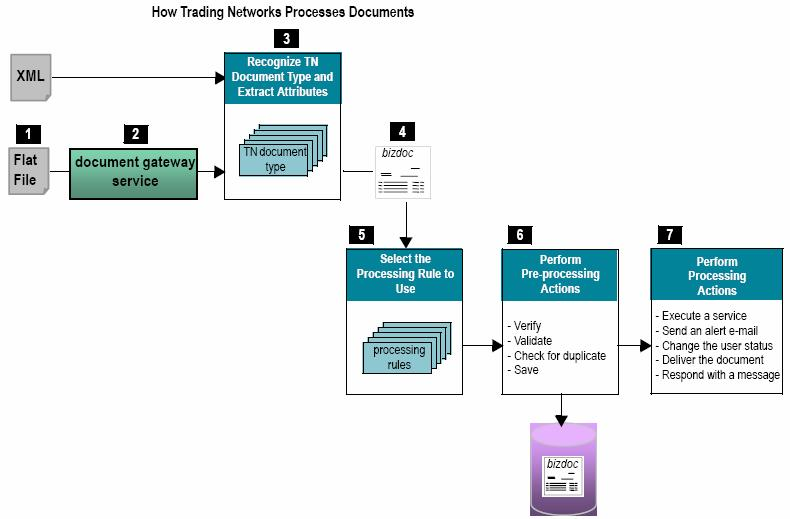 How Trading Networks Processes Documents
3
XML
Recognize TN
Document Type and
Extract Attributes
1
2
4
Flat
File
document gateway
service
TN document
type
bizdoc
5
6
7
Select the
Processing Rule to
Use
Perform
Pre-processing
Actions
Perform
Processing
Actions
processing
rules
- Verify
- Validate
- Check for duplicate
- Save
- Execute a service
- Send an alert e-mail
- Change the user status
- Deliver the document
- Respond with a message
bizdoc